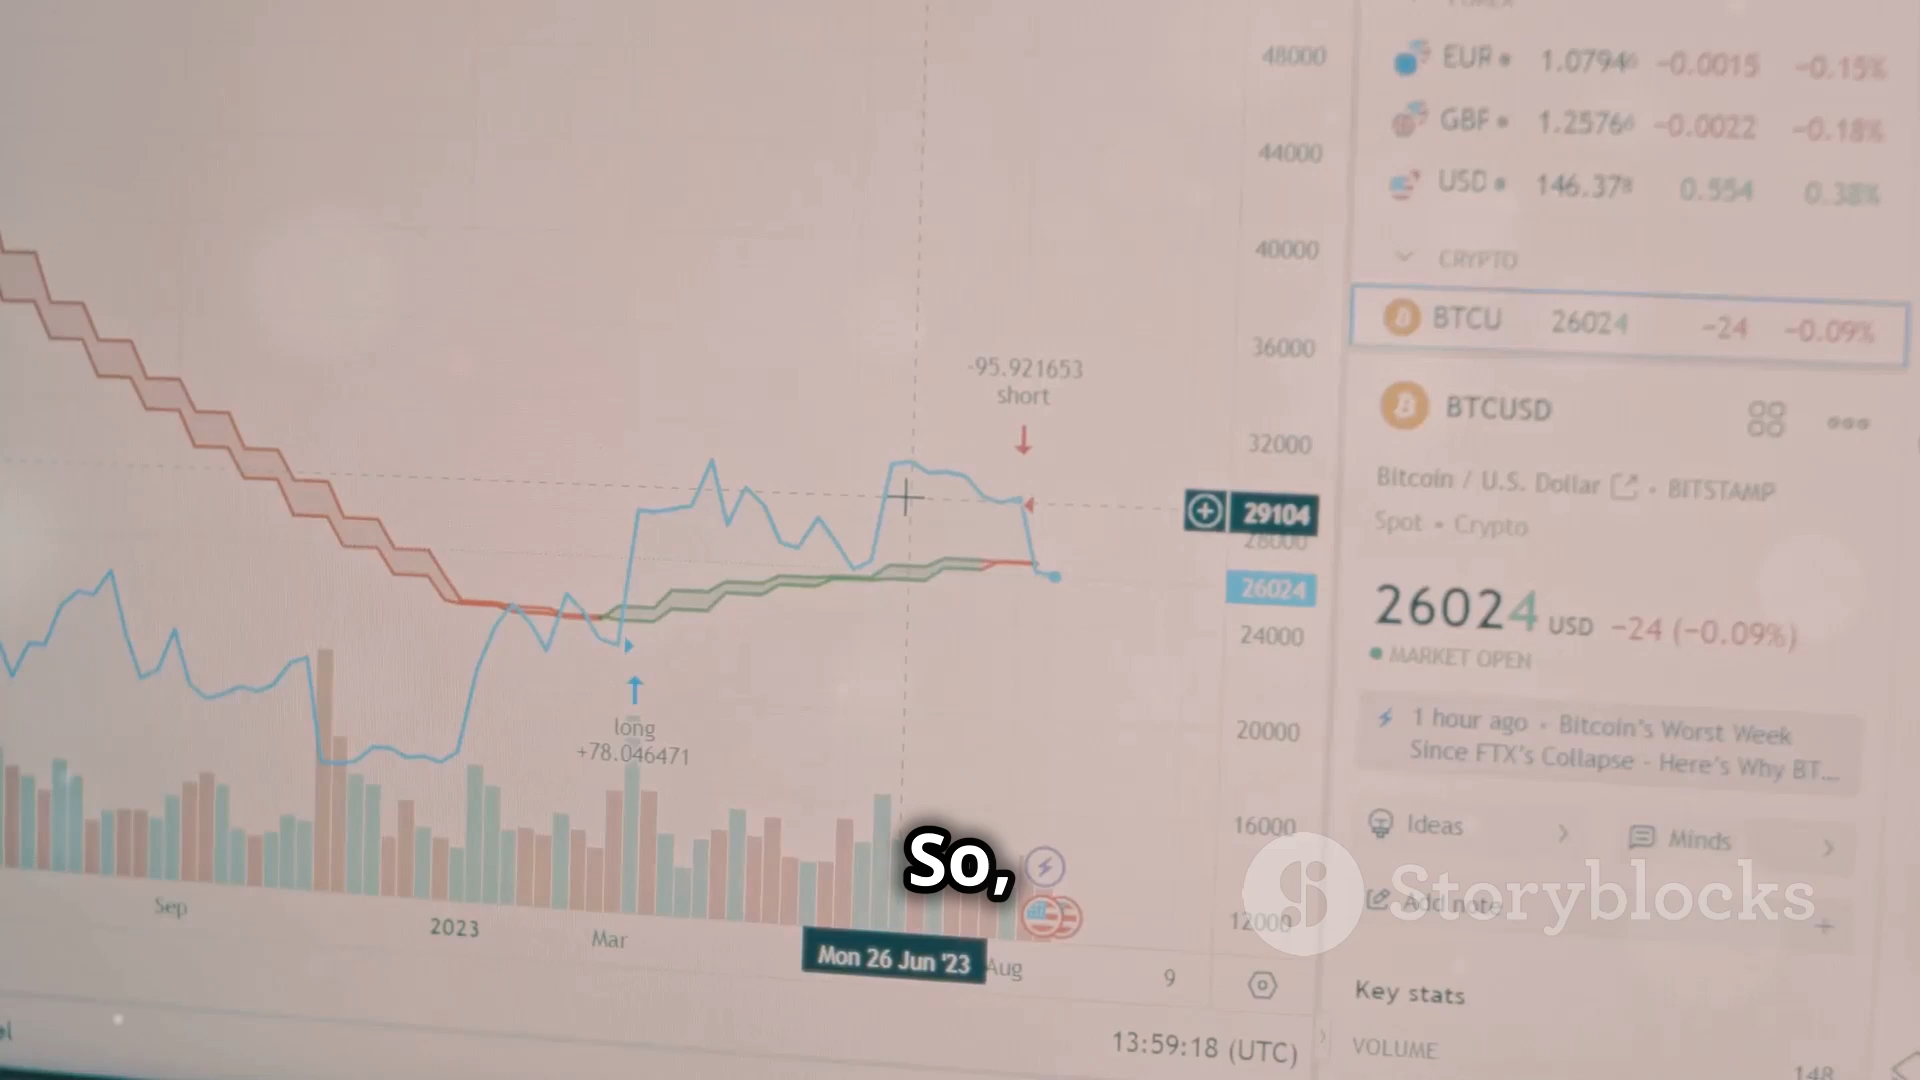 48000
44000
40000
36000
32000
29104
28000
26024
24000
20000
16000
12000
-95.921653
short
long
+78.046471
Sep
2023
Mar
Mon 26 Jun '23
Aug
9
13:59:18 (UTC)
EUR 1.0794 -0.0015 -0.15%
GBP 1.2576 -0.0022 -0.18%
USD 146.37 0.554 0.38%
CRYPTO
BTCU 26024 -24 -0.09%
BTCUSD
Bitcoin / U.S. Dollar • BITSTAMP
Spot • Crypto
26024 USD -24 (-0.09%)
MARKET OPEN
1 hour ago • Bitcoin's Worst Week
Since FTX's Collapse - Here's Why BT...
Ideas
Minds
Add note
Key stats
VOLUME
So,
Storyblocks